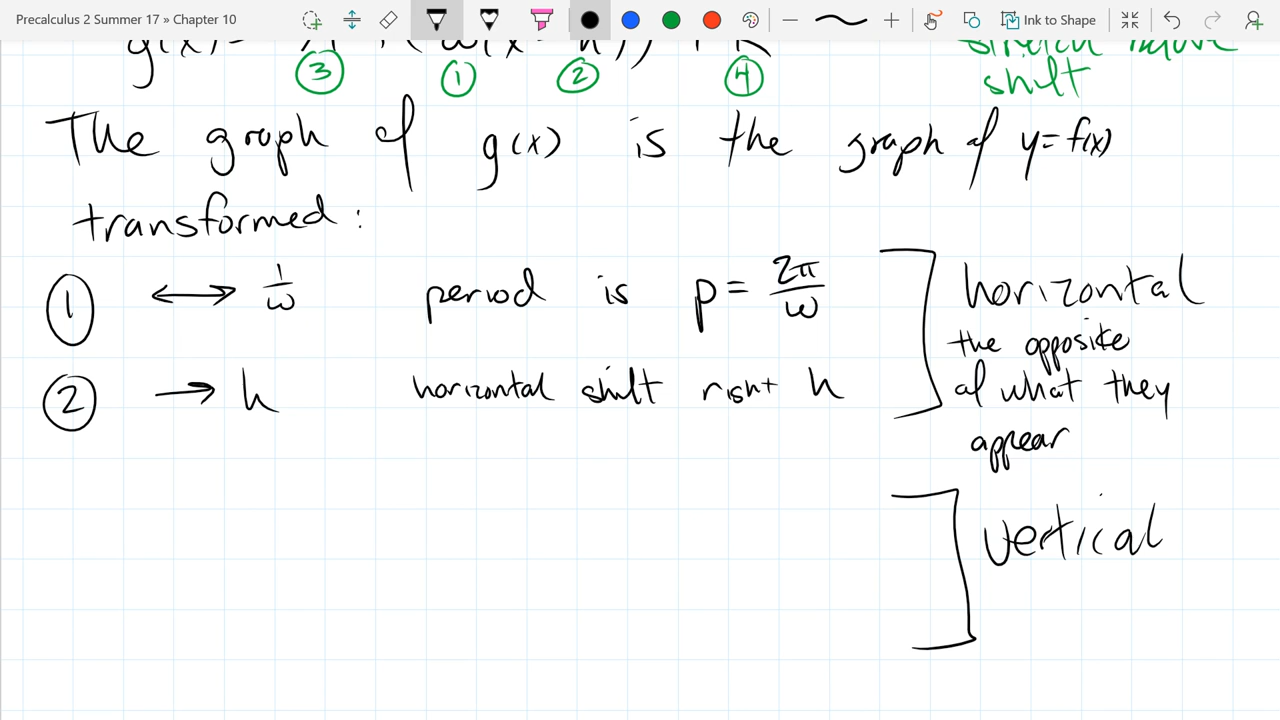 Precalculus 2 Summer 17 » Chapter 10
Ink to Shape
shift
③ ① ② ④
The graph of g(x) is the graph of y=f(x)
transformed:
① ↔ 1/ω period is p = 2π/ω
horizontal
the opposite
② → h horizontal shift right h
of what they
appear
vertical